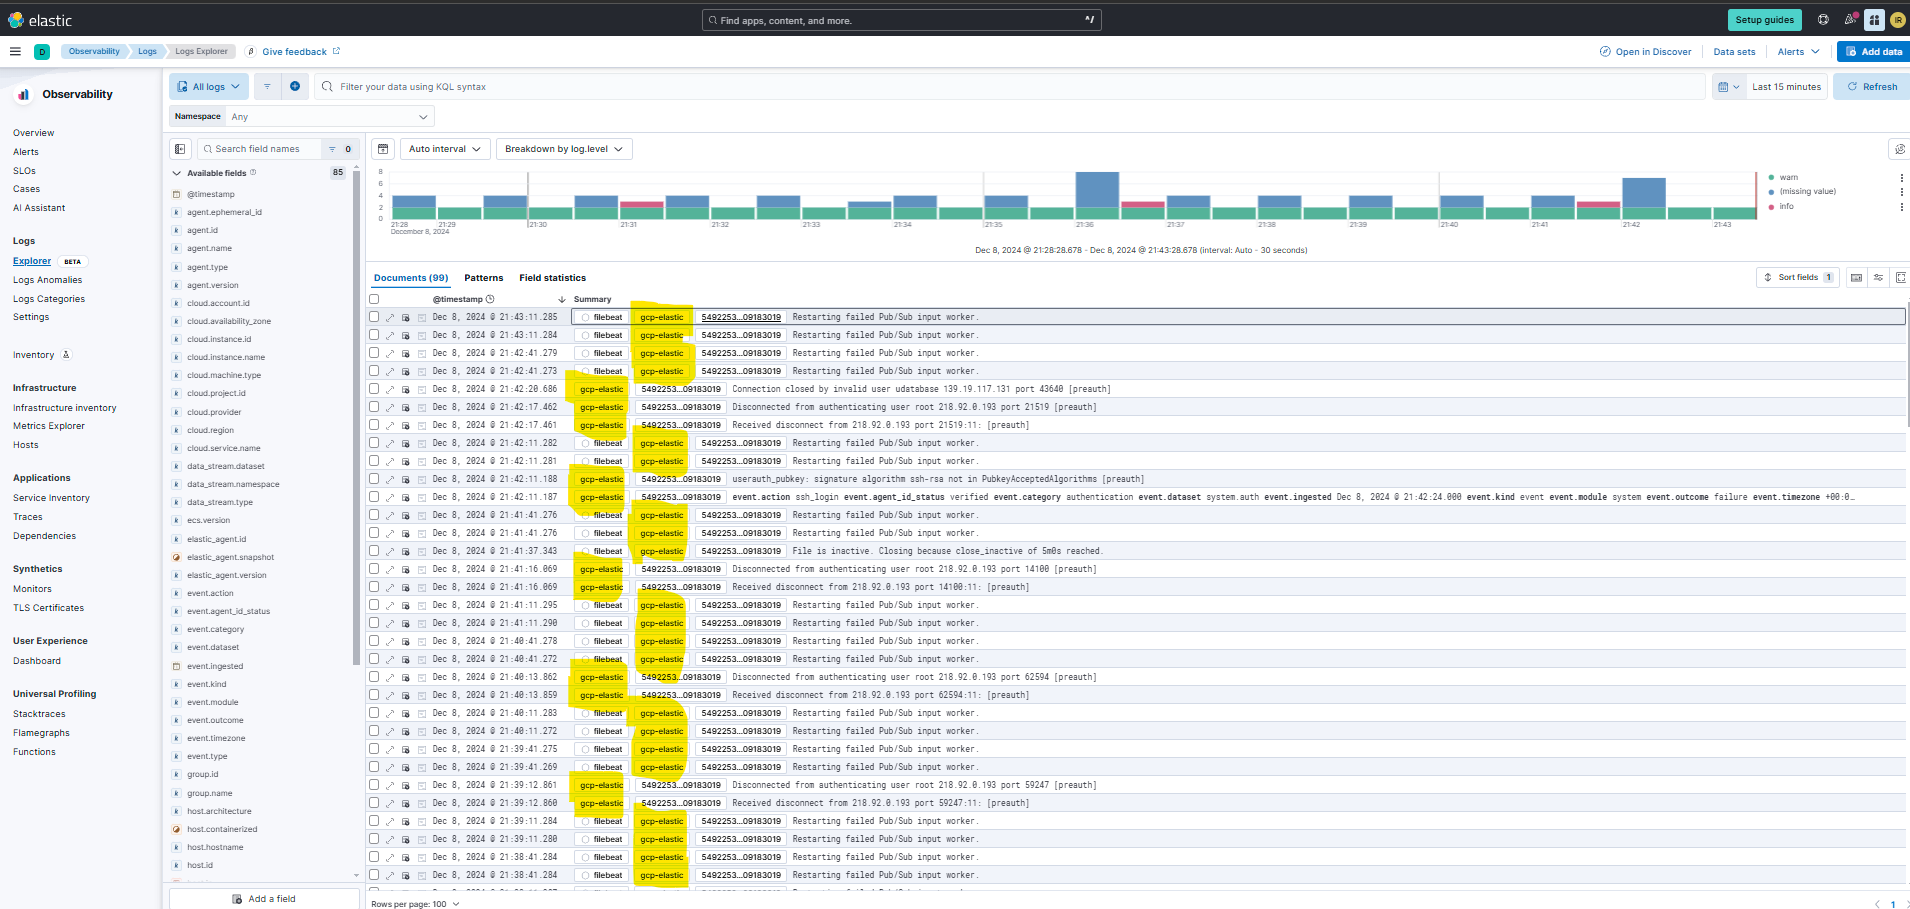 elastic
Find apps, content, and more.
^/
Setup guides
IR
D
Observability
Logs
Logs Explorer
Give feedback
Open in Discover
Data sets
Alerts
Add data
Observability
Overview
Alerts
SLOs
Cases
AI Assistant
Logs
Explorer BETA
Logs Anomalies
Logs Categories
Settings
Inventory
Infrastructure
Infrastructure inventory
Metrics Explorer
Hosts
Applications
Service Inventory
Traces
Dependencies
Synthetics
Monitors
TLS Certificates
User Experience
Dashboard
Universal Profiling
Stacktraces
Flamegraphs
Functions
All logs
Filter your data using KQL syntax
Last 15 minutes
Refresh
Namespace Any
Search field names 0
Available fields 85
@timestamp
agent.ephemeral_id
agent.id
agent.name
agent.type
agent.version
cloud.account.id
cloud.availability_zone
cloud.instance.id
cloud.instance.name
cloud.machine.type
cloud.project.id
cloud.provider
cloud.region
cloud.service.name
data_stream.dataset
data_stream.namespace
data_stream.type
ecs.version
elastic_agent.id
elastic_agent.snapshot
elastic_agent.version
event.action
event.agent_id_status
event.category
event.dataset
event.ingested
event.kind
event.module
event.outcome
event.timezone
event.type
group.id
group.name
host.architecture
host.containerized
host.hostname
host.id
Add a field
Auto interval
Breakdown by log.level
8
6
4
2
0
21:28 21:29 21:30 21:31 21:32 21:33 21:34 21:35 21:36 21:37 21:38 21:39 21:40 21:41 21:42 21:43
December 8, 2024
warn
(missing value)
info
Dec 8, 2024 @ 21:28:28.678 - Dec 8, 2024 @ 21:43:28.678 (interval: Auto - 30 seconds)
Documents (99) Patterns Field statistics
Sort fields 1
@timestamp Summary
Dec 8, 2024 @ 21:43:11.285 filebeat gcp-elastic 5492253...09183019 Restarting failed Pub/Sub input worker.
Dec 8, 2024 @ 21:43:11.284 filebeat gcp-elastic 5492253...09183019 Restarting failed Pub/Sub input worker.
Dec 8, 2024 @ 21:42:41.279 filebeat gcp-elastic 5492253...09183019 Restarting failed Pub/Sub input worker.
Dec 8, 2024 @ 21:42:41.273 filebeat gcp-elastic 5492253...09183019 Restarting failed Pub/Sub input worker.
Dec 8, 2024 @ 21:42:20.686 gcp-elastic 5492253...09183019 Connection closed by invalid user udatabase 139.19.117.131 port 43640 [preauth]
Dec 8, 2024 @ 21:42:17.462 gcp-elastic 5492253...09183019 Disconnected from authenticating user root 218.92.0.193 port 21519 [preauth]
Dec 8, 2024 @ 21:42:17.461 gcp-elastic 5492253...09183019 Received disconnect from 218.92.0.193 port 21519:11: [preauth]
Dec 8, 2024 @ 21:42:11.282 filebeat gcp-elastic 5492253...09183019 Restarting failed Pub/Sub input worker.
Dec 8, 2024 @ 21:42:11.281 filebeat gcp-elastic 5492253...09183019 Restarting failed Pub/Sub input worker.
Dec 8, 2024 @ 21:42:11.188 gcp-elastic 5492253...09183019 userauth_pubkey: signature algorithm ssh-rsa not in PubkeyAcceptedAlgorithms [preauth]
Dec 8, 2024 @ 21:42:11.187 gcp-elastic 5492253...09183019 event.action ssh_login event.agent_id_status verified event.category authentication event.dataset system.auth event.ingested Dec 8, 2024 @ 21:42:24.000 event.kind event event.module system event.outcome failure event.timezone +00:0…
Dec 8, 2024 @ 21:41:41.276 filebeat gcp-elastic 5492253...09183019 Restarting failed Pub/Sub input worker.
Dec 8, 2024 @ 21:41:41.276 filebeat gcp-elastic 5492253...09183019 Restarting failed Pub/Sub input worker.
Dec 8, 2024 @ 21:41:37.343 filebeat gcp-elastic 5492253...09183019 File is inactive. Closing because close_inactive of 5m0s reached.
Dec 8, 2024 @ 21:41:16.069 gcp-elastic 5492253...09183019 Disconnected from authenticating user root 218.92.0.193 port 14100 [preauth]
Dec 8, 2024 @ 21:41:16.069 gcp-elastic 5492253...09183019 Received disconnect from 218.92.0.193 port 14100:11: [preauth]
Dec 8, 2024 @ 21:41:11.295 filebeat gcp-elastic 5492253...09183019 Restarting failed Pub/Sub input worker.
Dec 8, 2024 @ 21:41:11.290 filebeat gcp-elastic 5492253...09183019 Restarting failed Pub/Sub input worker.
Dec 8, 2024 @ 21:40:41.278 filebeat gcp-elastic 5492253...09183019 Restarting failed Pub/Sub input worker.
Dec 8, 2024 @ 21:40:41.272 filebeat gcp-elastic 5492253...09183019 Restarting failed Pub/Sub input worker.
Dec 8, 2024 @ 21:40:13.862 gcp-elastic 5492253...09183019 Disconnected from authenticating user root 218.92.0.193 port 62594 [preauth]
Dec 8, 2024 @ 21:40:13.859 gcp-elastic 5492253...09183019 Received disconnect from 218.92.0.193 port 62594:11: [preauth]
Dec 8, 2024 @ 21:40:11.283 filebeat gcp-elastic 5492253...09183019 Restarting failed Pub/Sub input worker.
Dec 8, 2024 @ 21:40:11.272 filebeat gcp-elastic 5492253...09183019 Restarting failed Pub/Sub input worker.
Dec 8, 2024 @ 21:39:41.275 filebeat gcp-elastic 5492253...09183019 Restarting failed Pub/Sub input worker.
Dec 8, 2024 @ 21:39:41.269 filebeat gcp-elastic 5492253...09183019 Restarting failed Pub/Sub input worker.
Dec 8, 2024 @ 21:39:12.861 gcp-elastic 5492253...09183019 Disconnected from authenticating user root 218.92.0.193 port 59247 [preauth]
Dec 8, 2024 @ 21:39:12.860 gcp-elastic 5492253...09183019 Received disconnect from 218.92.0.193 port 59247:11: [preauth]
Dec 8, 2024 @ 21:39:11.284 filebeat gcp-elastic 5492253...09183019 Restarting failed Pub/Sub input worker.
Dec 8, 2024 @ 21:39:11.280 filebeat gcp-elastic 5492253...09183019 Restarting failed Pub/Sub input worker.
Dec 8, 2024 @ 21:38:41.284 filebeat gcp-elastic 5492253...09183019 Restarting failed Pub/Sub input worker.
Dec 8, 2024 @ 21:38:41.284 filebeat gcp-elastic 5492253...09183019 Restarting failed Pub/Sub input worker.
Rows per page: 100
1